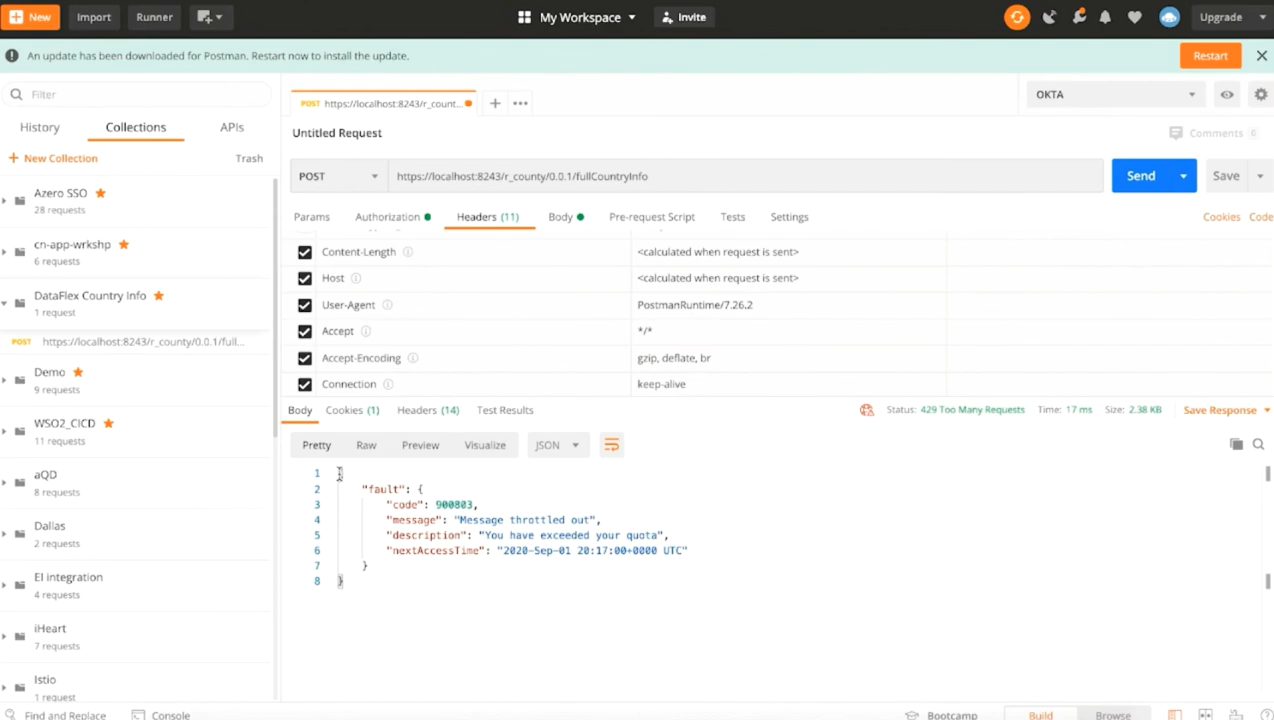 New
Import
Runner
My Workspace
Invite
Upgrade
An update has been downloaded for Postman. Restart now to install the update.
Restart
Filter
History
Collections
APIs
+ New Collection
Trash
Azero SSO
28 requests
cn-app-wrkshp
6 requests
DataFlex Country Info
1 request
POST https://localhost:8243/r_county/0.0.1/full...
Demo
9 requests
WSO2_CICD
11 requests
aQD
8 requests
Dallas
2 requests
EI integration
4 requests
iHeart
7 requests
Istio
1 request
Find and Replace
Console
POST https://localhost:8243/r_count...
OKTA
Untitled Request
Comments 0
POST
https://localhost:8243/r_county/0.0.1/fullCountryInfo
Send
Save
Params
Authorization
Headers (11)
Body
Pre-request Script
Tests
Settings
Cookies
Code
Content-Length <calculated when request is sent>
Host <calculated when request is sent>
User-Agent PostmanRuntime/7.26.2
Accept */*
Accept-Encoding gzip, deflate, br
Connection keep-alive
Body
Cookies (1)
Headers (14)
Test Results
Status: 429 Too Many Requests
Time: 17 ms
Size: 2.38 KB
Save Response
Pretty
Raw
Preview
Visualize
JSON
1 {
2 "fault": {
3 "code": 900803,
4 "message": "Message throttled out",
5 "description": "You have exceeded your quota",
6 "nextAccessTime": "2020-Sep-01 20:17:00+0000 UTC"
7 }
8 }
Bootcamp
Build
Browse